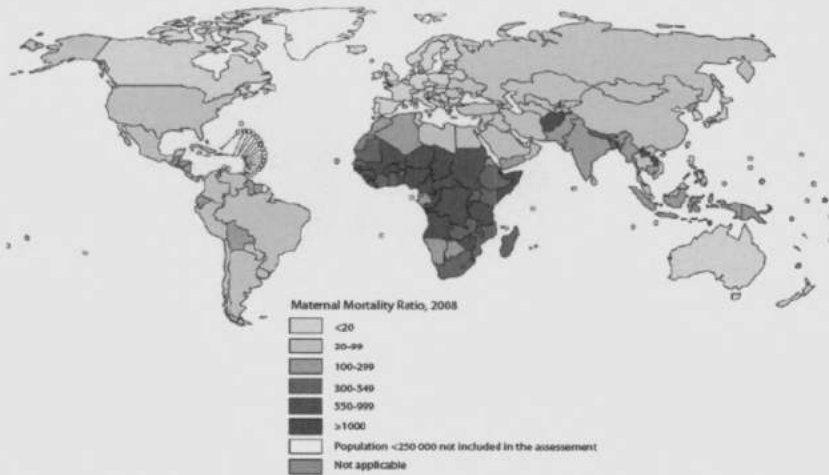 Maternal Mortality Ratio, 2008
<20
20-99
100-299
300-549
550-999
>1000
Population <250 000 not included in the assessement
Not applicable